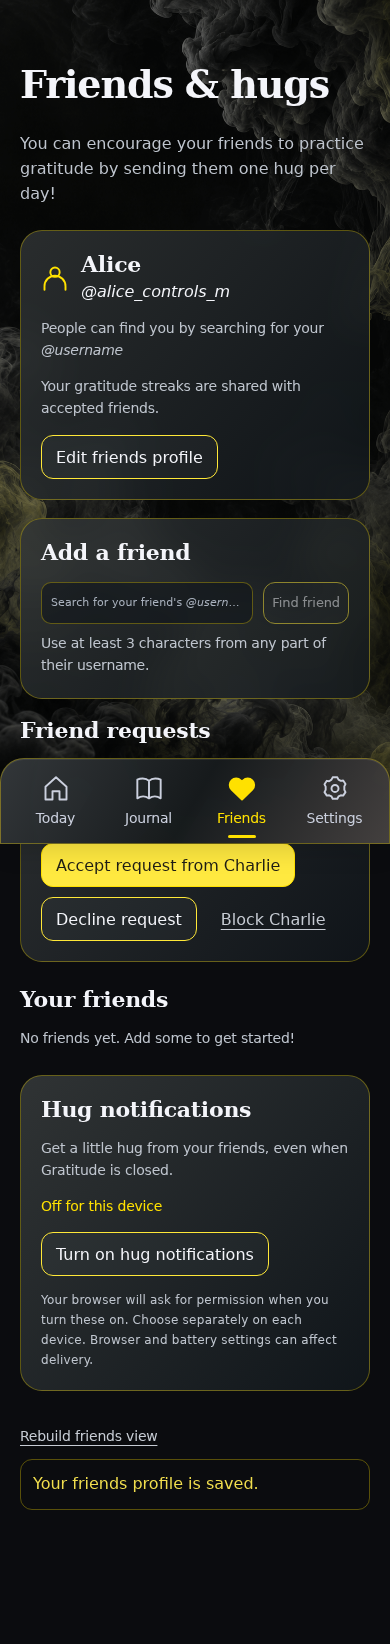 Friends & hugs
You can encourage your friends to practice
gratitude by sending them one hug per
day!
Alice
@alice_controls_m
People can find you by searching for your
@username
Your gratitude streaks are shared with
accepted friends.
Edit friends profile
Add a friend
Search for your friend's @usern...
Find friend
Use at least 3 characters from any part of
their username.
Friend requests
Today
Journal
Friends
Settings
Accept request from Charlie
Decline request
Block Charlie
Your friends
No friends yet. Add some to get started!
Hug notifications
Get a little hug from your friends, even when
Gratitude is closed.
Off for this device
Turn on hug notifications
Your browser will ask for permission when you
turn these on. Choose separately on each
device. Browser and battery settings can affect
delivery.
Rebuild friends view
Your friends profile is saved.